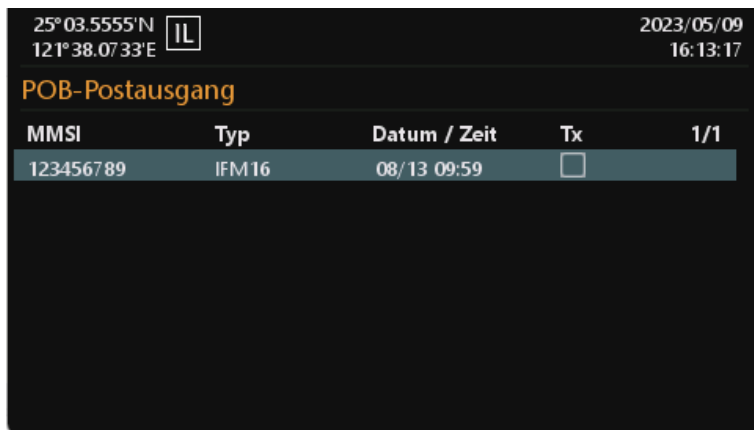 25°03.5555'N IL 2023/05/09
121°38.0733'E 16:13:17
POB-Postausgang
MMSI Typ Datum / Zeit Tx 1/1
123456789 IFM16 08/13 09:59